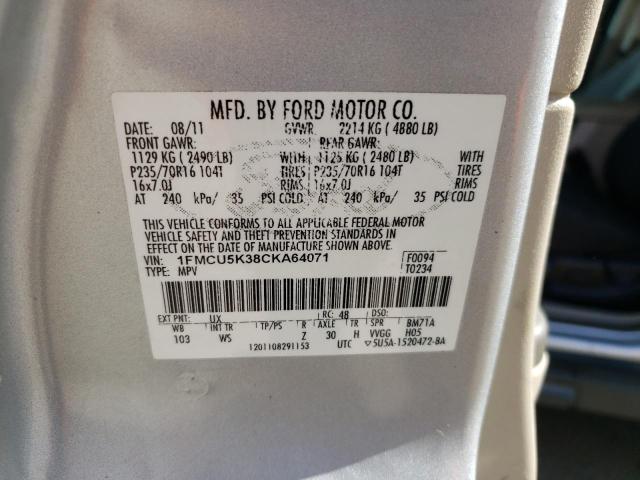 MFD. BY FORD MOTOR CO.
DATE: 08/11 GVWR: 2214 KG ( 4880 LB)
FRONT GAWR: REAR GAWR:
1129 KG ( 2490 LB) WITH 1125 KG ( 2480 LB) WITH
P235/70R16 104T TIRES P235/70R16 104T TIRES
16x7.0J RIMS 16x7.0J RIMS
AT 240 kPa/ 35 PSI COLD AT 240 kPa/ 35 PSI COLD
THIS VEHICLE CONFORMS TO ALL APPLICABLE FEDERAL MOTOR
VEHICLE SAFETY AND THEFT PREVENTION STANDARDS IN
EFFECT ON THE DATE OF MANUFACTURE SHOWN ABOVE.
VIN: 1FMCU5K38CKA64071 F0094
TYPE: MPV T0234
EXT PNT: UX RC: 48 DSO:
WB INT TR TP/PS R AXLE TR SPR BM71A
103 WS Z 30 H VVGG H05
1201108291153 UTC 5U5A-1520472-BA